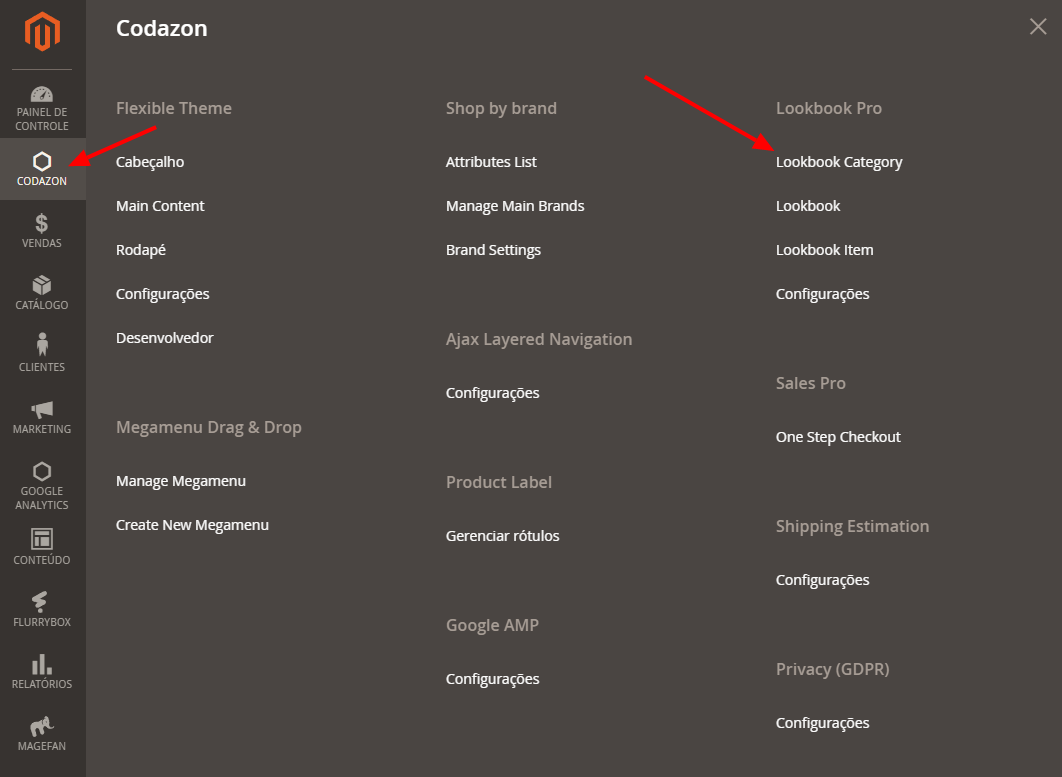 Codazon
PAINEL DE
CONTROLE
CODAZON
VENDAS
CATÁLOGO
CLIENTES
MARKETING
GOOGLE
ANALYTICS
CONTEÚDO
FLURRYBOX
RELATÓRIOS
MAGEFAN
Flexible Theme
Cabeçalho
Main Content
Rodapé
Configurações
Desenvolvedor
Megamenu Drag & Drop
Manage Megamenu
Create New Megamenu
Shop by brand
Attributes List
Manage Main Brands
Brand Settings
Ajax Layered Navigation
Configurações
Product Label
Gerenciar rótulos
Google AMP
Configurações
Lookbook Pro
Lookbook Category
Lookbook
Lookbook Item
Configurações
Sales Pro
One Step Checkout
Shipping Estimation
Configurações
Privacy (GDPR)
Configurações